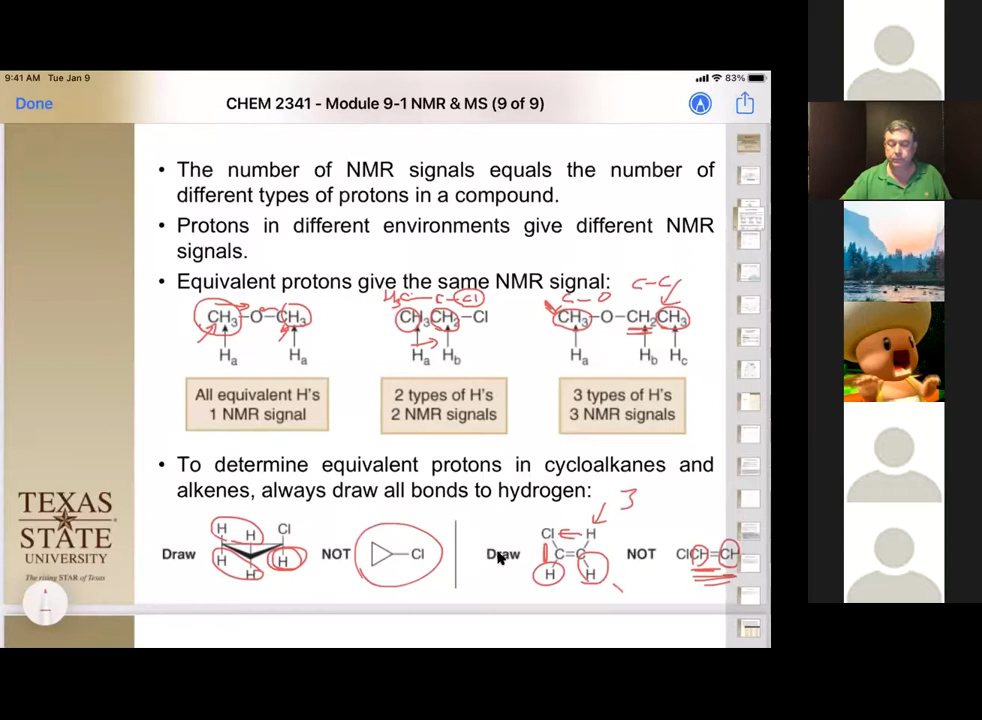 9:41 AM Tue Jan 9
83%
Done
CHEM 2341 - Module 9-1 NMR & MS (9 of 9)
• The number of NMR signals equals the number of
different types of protons in a compound.
• Protons in different environments give different NMR
signals.
• Equivalent protons give the same NMR signal:
H3C—C—Cl
C—O
C—C
CH3—O—CH3
CH3CH2—Cl
CH3—O—CH2CH3
Ha Ha
Ha Hb
Ha Hb Hc
All equivalent H's
1 NMR signal
2 types of H's
2 NMR signals
3 types of H's
3 NMR signals
• To determine equivalent protons in cycloalkanes and
alkenes, always draw all bonds to hydrogen:
3
H H Cl
Cl H
Draw
H H H
NOT
Cl
Draw
C=C
NOT
ClCH=CH
H H
TEXAS
STATE
UNIVERSITY
The rising STAR of Texas